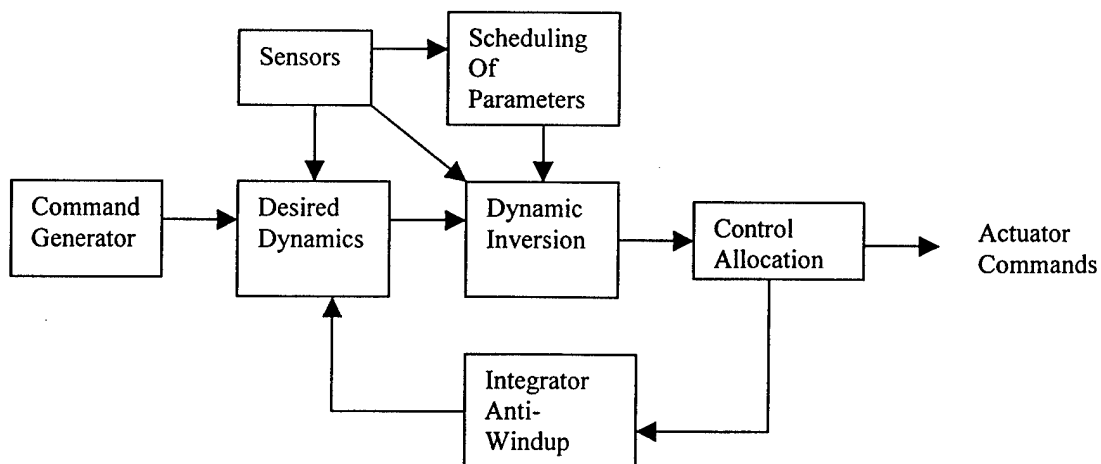 Sensors
Scheduling
Of
Parameters
Command
Generator
Desired
Dynamics
Dynamic
Inversion
Control
Allocation
Actuator
Commands
Integrator
Anti-
Windup